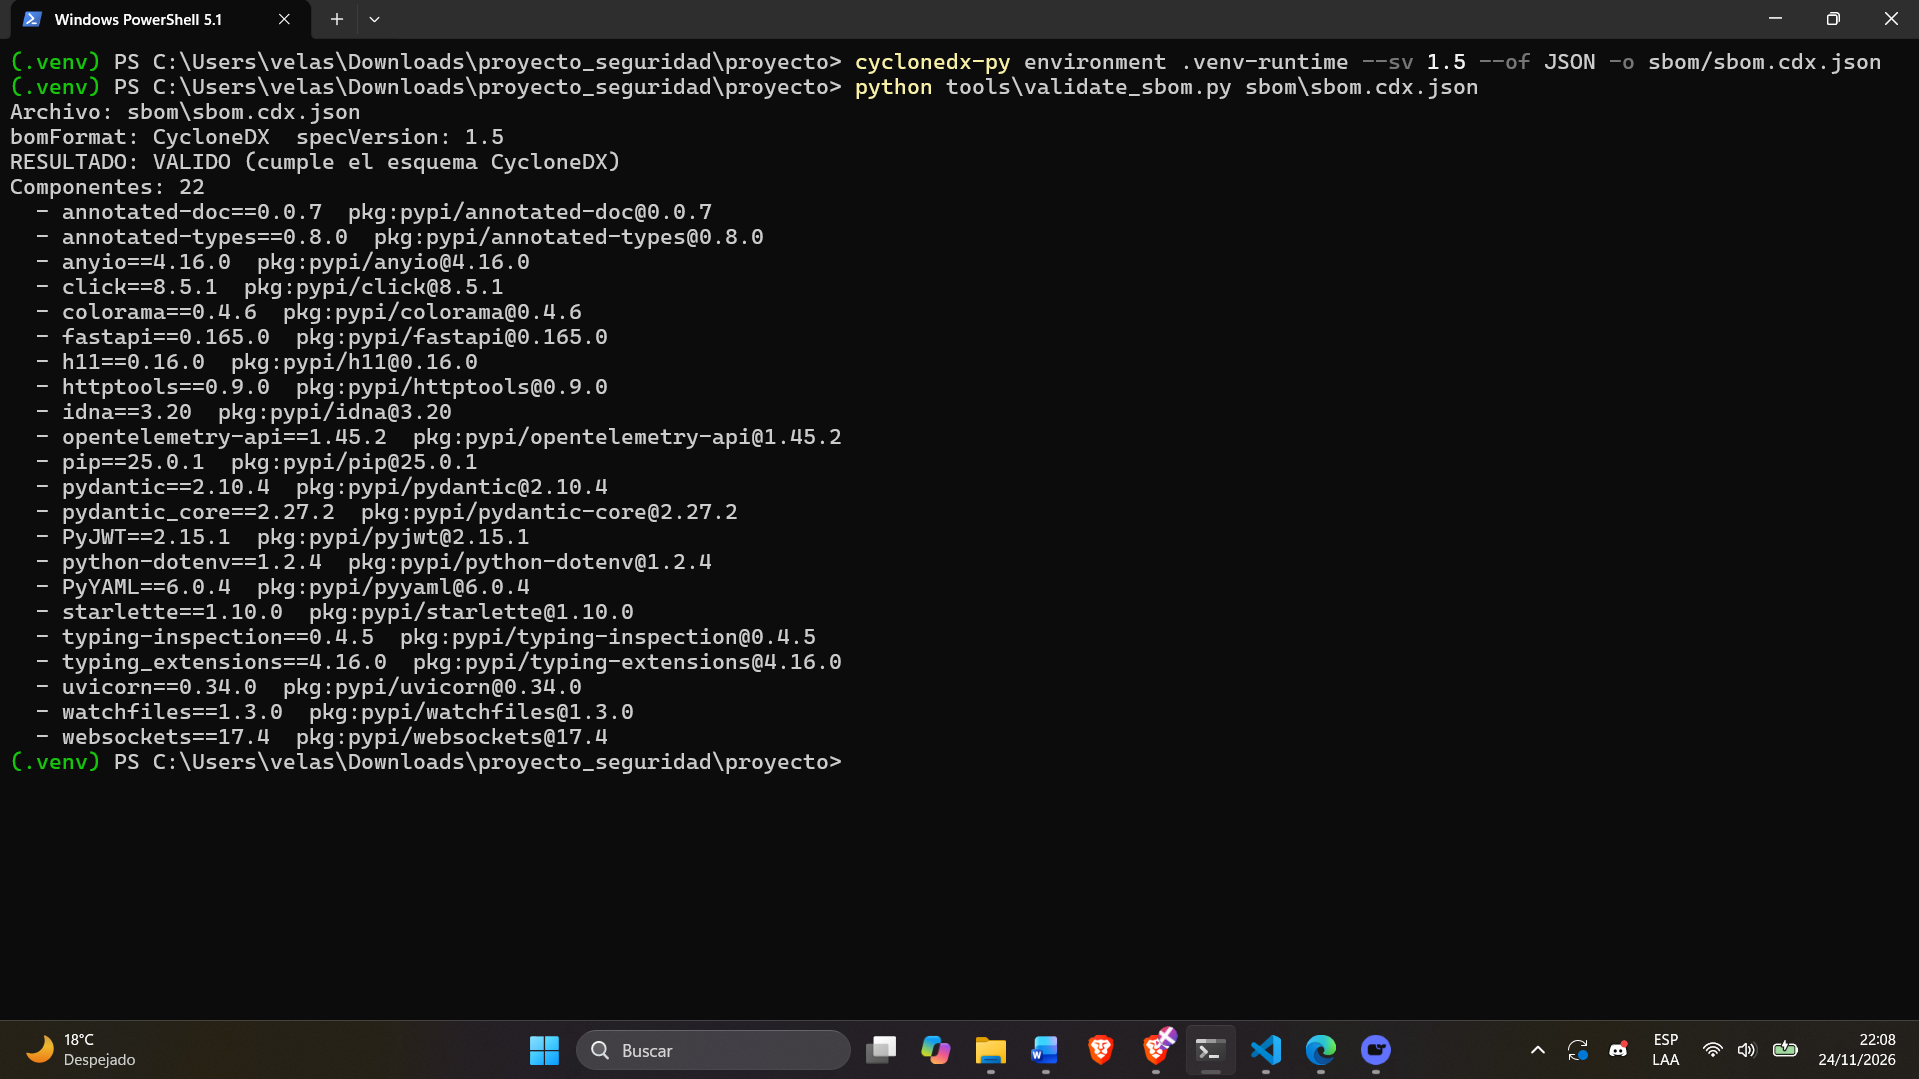 Windows PowerShell 5.1
(.venv) PS C:\Users\velas\Downloads\proyecto_seguridad\proyecto> cyclonedx-py environment .venv-runtime --sv 1.5 --of JSON -o sbom/sbom.cdx.json
(.venv) PS C:\Users\velas\Downloads\proyecto_seguridad\proyecto> python tools\validate_sbom.py sbom\sbom.cdx.json
Archivo: sbom\sbom.cdx.json
bomFormat: CycloneDX  specVersion: 1.5
RESULTADO: VALIDO (cumple el esquema CycloneDX)
Componentes: 22
  - annotated-doc==0.0.7  pkg:pypi/annotated-doc@0.0.7
  - annotated-types==0.8.0  pkg:pypi/annotated-types@0.8.0
  - anyio==4.16.0  pkg:pypi/anyio@4.16.0
  - click==8.5.1  pkg:pypi/click@8.5.1
  - colorama==0.4.6  pkg:pypi/colorama@0.4.6
  - fastapi==0.165.0  pkg:pypi/fastapi@0.165.0
  - h11==0.16.0  pkg:pypi/h11@0.16.0
  - httptools==0.9.0  pkg:pypi/httptools@0.9.0
  - idna==3.20  pkg:pypi/idna@3.20
  - opentelemetry-api==1.45.2  pkg:pypi/opentelemetry-api@1.45.2
  - pip==25.0.1  pkg:pypi/pip@25.0.1
  - pydantic==2.10.4  pkg:pypi/pydantic@2.10.4
  - pydantic_core==2.27.2  pkg:pypi/pydantic-core@2.27.2
  - PyJWT==2.15.1  pkg:pypi/pyjwt@2.15.1
  - python-dotenv==1.2.4  pkg:pypi/python-dotenv@1.2.4
  - PyYAML==6.0.4  pkg:pypi/pyyaml@6.0.4
  - starlette==1.10.0  pkg:pypi/starlette@1.10.0
  - typing-inspection==0.4.5  pkg:pypi/typing-inspection@0.4.5
  - typing_extensions==4.16.0  pkg:pypi/typing-extensions@4.16.0
  - uvicorn==0.34.0  pkg:pypi/uvicorn@0.34.0
  - watchfiles==1.3.0  pkg:pypi/watchfiles@1.3.0
  - websockets==17.4  pkg:pypi/websockets@17.4
(.venv) PS C:\Users\velas\Downloads\proyecto_seguridad\proyecto>
18°C
Despejado
Buscar
ESP
LAA
22:08
24/11/2026